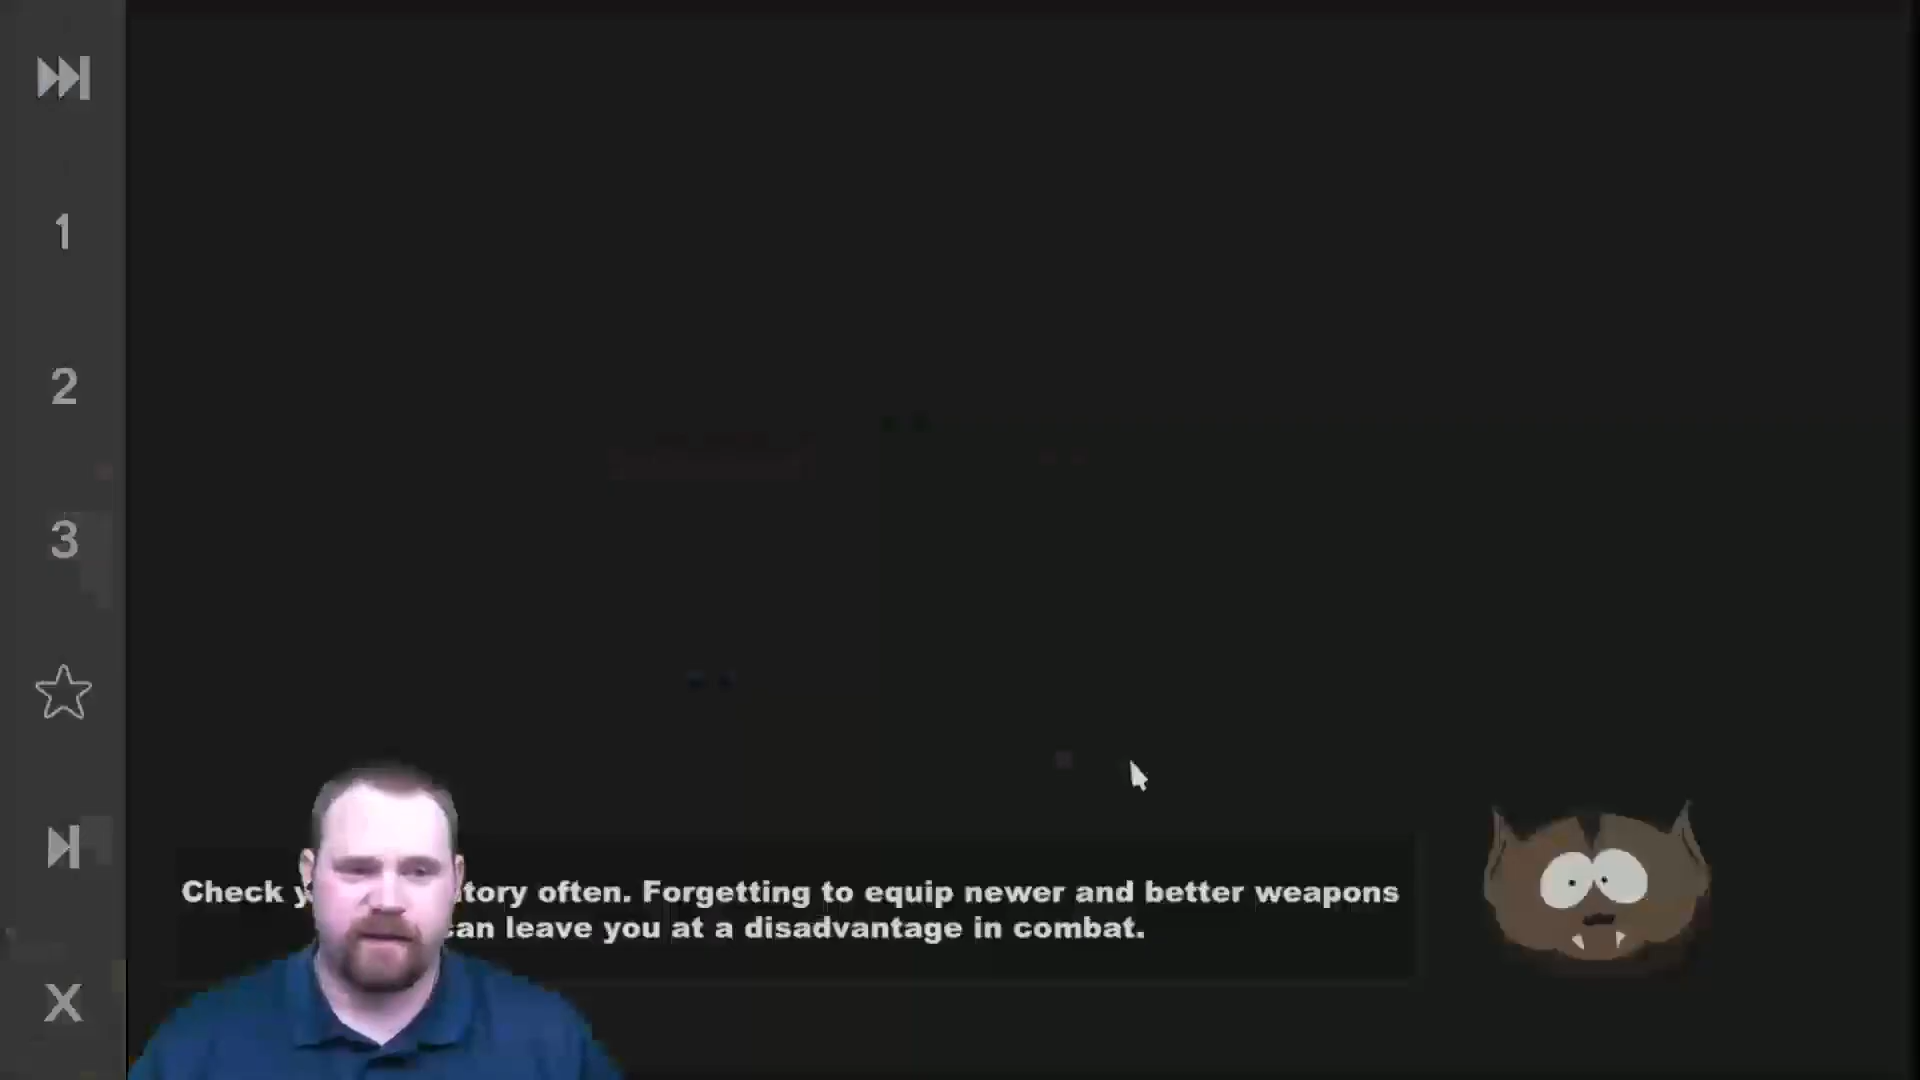 1
2
3
X
Check tory often. Forgetting to equip newer and better weapons
can leave you at a disadvantage in combat.